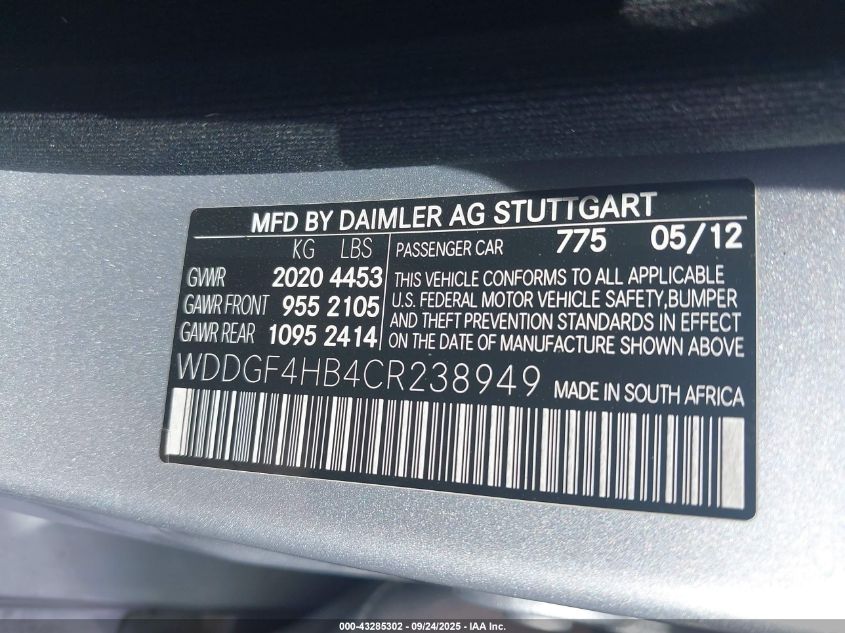 MFD BY DAIMLER AG STUTTGART
KG LBS
GVWR 2020 4453
GAWR FRONT 955 2105
GAWR REAR 1095 2414
PASSENGER CAR 775 05/12
THIS VEHICLE CONFORMS TO ALL APPLICABLE
U.S. FEDERAL MOTOR VEHICLE SAFETY,BUMPER
AND THEFT PREVENTION STANDARDS IN EFFECT
ON THE DATE OF MANUFACTURE SHOWN ABOVE
WDDGF4HB4CR238949 MADE IN SOUTH AFRICA
000-43285302 - 09/24/2025 - IAA Inc.